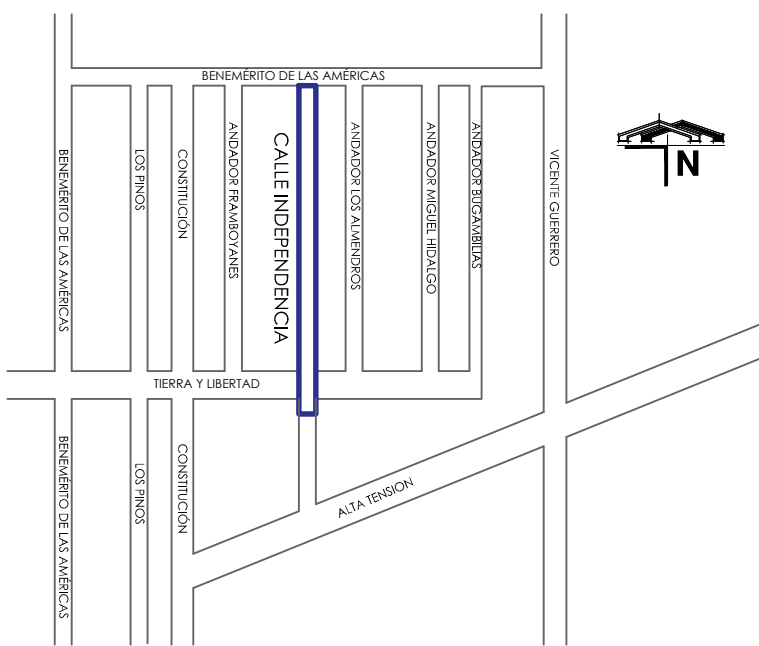 BENEMÉRITO DE LAS AMÉRICAS
BENEMÉRITO DE LAS AMÉRICAS
LOS PINOS
CONSTITUCIÓN
ANDADOR FRAMBOYANES
CALLE INDEPENDENCIA
ANDADOR LOS ALMENDROS
ANDADOR MIGUEL HIDALGO
ANDADOR BUGAMBILIAS
VICENTE GUERRERO
N
TIERRA Y LIBERTAD
BENEMÉRITO DE LAS AMÉRICAS
LOS PINOS
CONSTITUCIÓN
ALTA TENSION